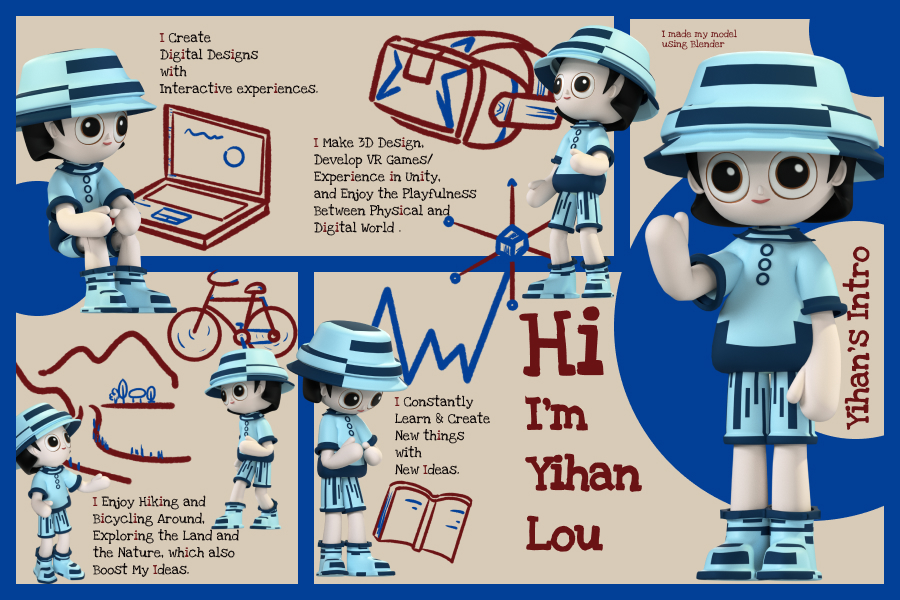 I Create
Digital Designs
with
Interactive experiences.
I Make 3D Design,
Develop VR Games/
Experience in Unity,
and Enjoy the Playfulness
Between Physical and
Digital World .
I made my model
using Blender
Yihan's Intro
Hi
I'm
Yihan
Lou
I Constantly
Learn & Create
New things
with
New Ideas.
I Enjoy Hiking and
Bicycling Around,
Exploring the Land and
the Nature, which also
Boost My Ideas.